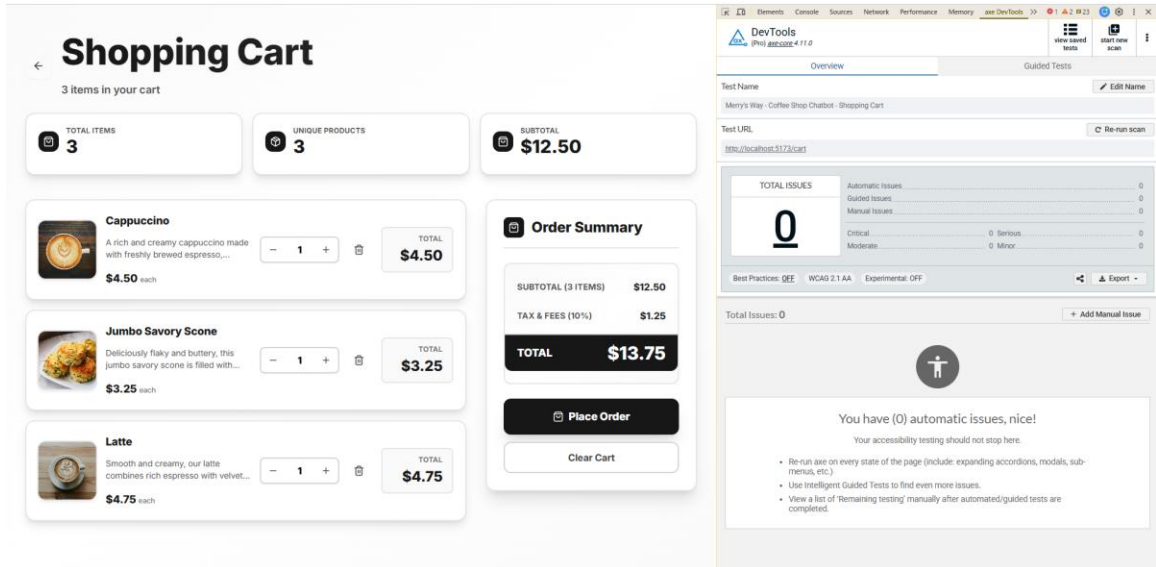 Shopping Cart
3 items in your cart
TOTAL ITEMS
3
UNIQUE PRODUCTS
3
SUBTOTAL
$12.50
Cappuccino
A rich and creamy cappuccino made
with freshly brewed espresso,...
$4.50 each
− 1 +
TOTAL
$4.50
Jumbo Savory Scone
Deliciously flaky and buttery, this
jumbo savory scone is filled with...
$3.25 each
− 1 +
TOTAL
$3.25
Latte
Smooth and creamy, our latte
combines rich espresso with velvet...
$4.75 each
− 1 +
TOTAL
$4.75
Order Summary
SUBTOTAL (3 ITEMS) $12.50
TAX & FEES (10%) $1.25
TOTAL $13.75
Place Order
Clear Cart
Elements Console Sources Network Performance Memory axe DevTools 1 2 23
DevTools
(Pro) axe-core 4.11.0
view saved
tests
start new
scan
Overview
Guided Tests
Test Name
Edit Name
Merry's Way - Coffee Shop Chatbot - Shopping Cart
Test URL
Re-run scan
http://localhost:5173/cart
TOTAL ISSUES
0
Automatic Issues 0
Guided Issues 0
Manual Issues 0
Critical 0 Serious 0
Moderate 0 Minor 0
Best Practices: OFF WCAG 2.1 AA Experimental: OFF
Export
Total Issues: 0
+ Add Manual Issue
You have (0) automatic issues, nice!
Your accessibility testing should not stop here.
• Re-run axe on every state of the page (include: expanding accordions, modals, sub-
menus, etc.)
• Use Intelligent Guided Tests to find even more issues.
• View a list of 'Remaining testing' manually after automated/guided tests are
completed.